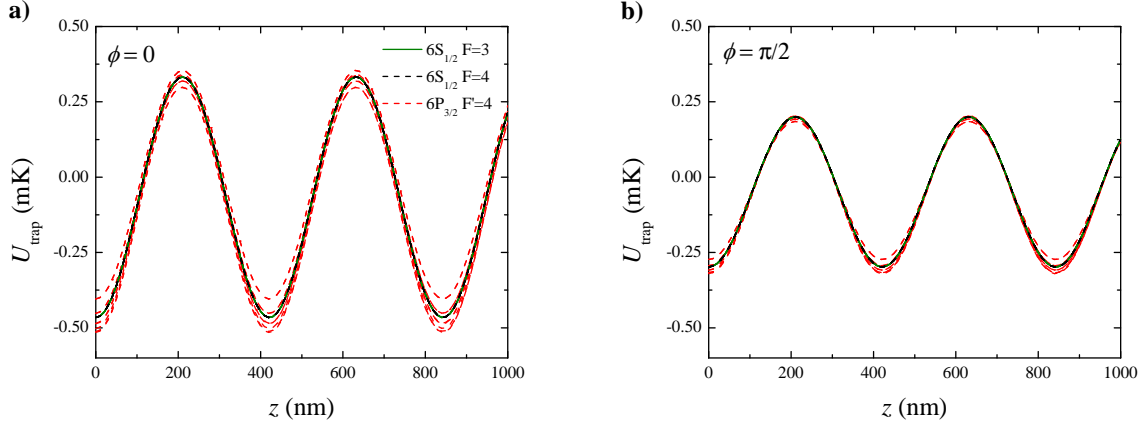 a)
ϕ = 0
6S1/2 F=3
6S1/2 F=4
6P3/2 F'=4
0.50
0.25
0.00
-0.25
-0.50
Utrap (mK)
0 200 400 600 800 1000
z (nm)
b)
ϕ = π/2
0.50
0.25
0.00
-0.25
-0.50
Utrap (mK)
0 200 400 600 800 1000
z (nm)